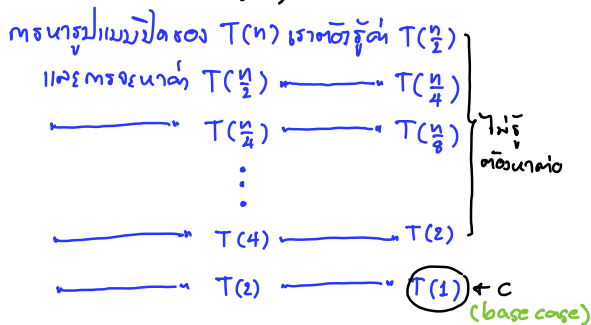 การหารูปแบบปิดของ T(n) เราต้องรู้ค่า T(n/2)
และการจะหาค่า T(n/2) —〃— T(n/4)
—〃— T(n/4) —〃— T(n/8)
ไม่รู้
ต้องหาต่อ
⋮
—〃— T(4) —〃— T(2)
—〃— T(2) —〃— T(1) ← C
(base case)